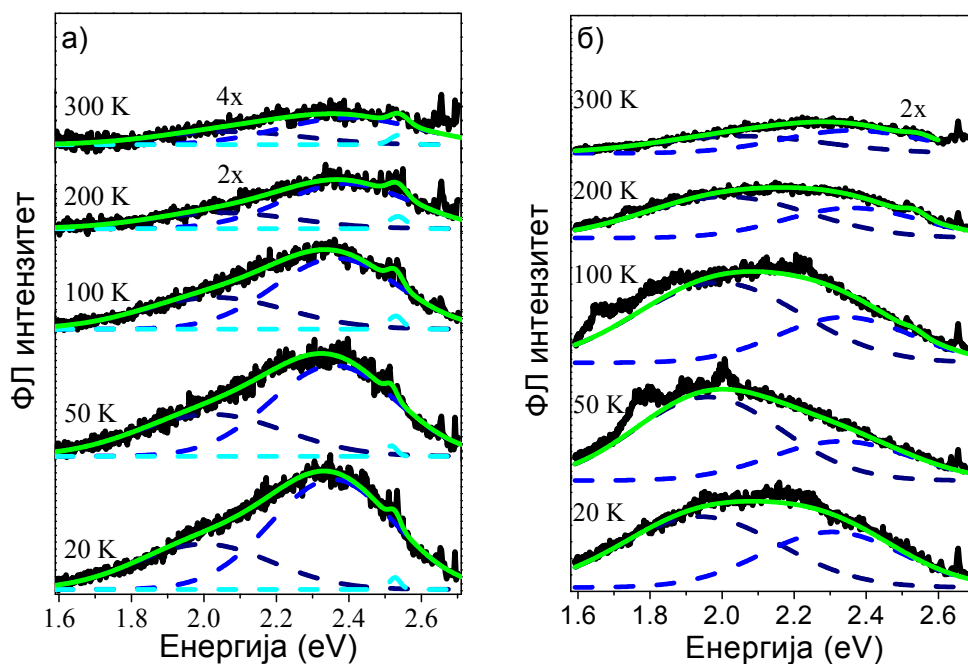 а)
300 K
4x
200 K
2x
100 K
50 K
20 K
ФЛ интензитет
1.6 1.8 2.0 2.2 2.4 2.6
Енергија (eV)
б)
300 K
2x
200 K
100 K
50 K
20 K
ФЛ интензитет
1.6 1.8 2.0 2.2 2.4 2.6
Енергија (eV)